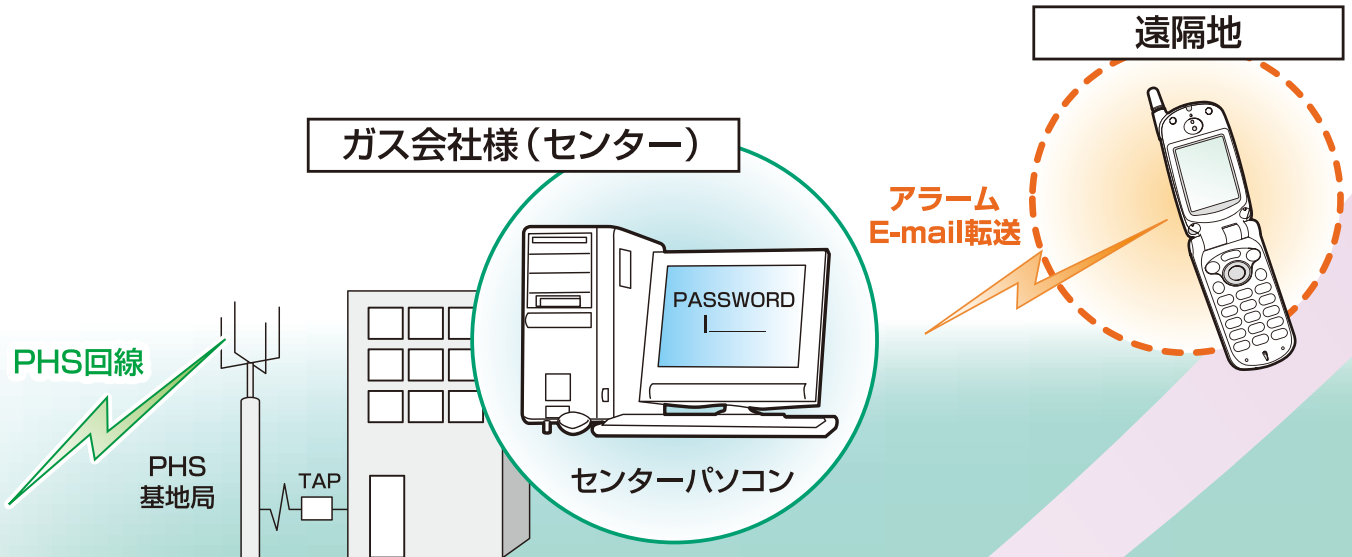 遠隔地
ガス会社様（センター）
アラーム
E-mail転送
PASSWORD
PHS回線
PHS
基地局
TAP
センターパソコン